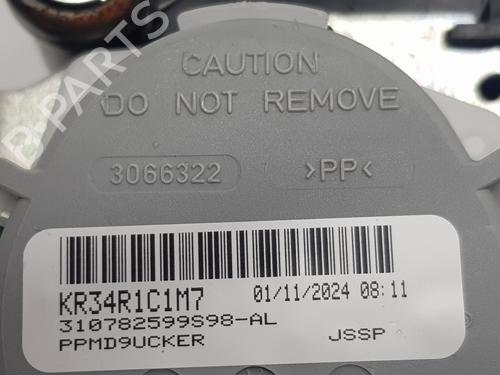 CAUTION
DO NOT REMOVE
3066322 >PP<
KR34R1C1M7 01/11/2024 08:11
310782599S98-AL
PPMD9UCKER JSSP
B-PARTS